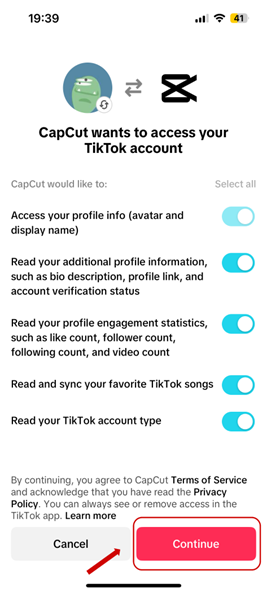 19:39
41
CapCut wants to access your
TikTok account
CapCut would like to:
Select all
Access your profile info (avatar and
display name)
Read your additional profile information,
such as bio description, profile link, and
account verification status
Read your profile engagement statistics,
such as like count, follower count,
following count, and video count
Read and sync your favorite TikTok songs
Read your TikTok account type
By continuing, you agree to CapCut Terms of Service
and acknowledge that you have read the Privacy
Policy. You can always see or remove access in the
TikTok app. Learn more
Cancel
Continue